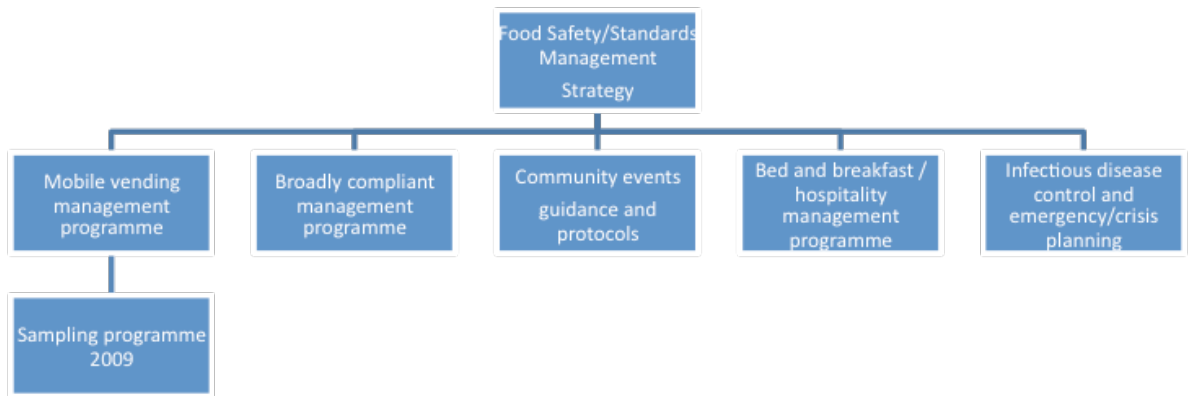 Food Safety/Standards
Management
Strategy
Mobile vending
management
programme
Broadly compliant
management
programme
Community events
guidance and
protocols
Bed and breakfast /
hospitality
management
programme
Infectious disease
control and
emergency/crisis
planning
Sampling programme
2009